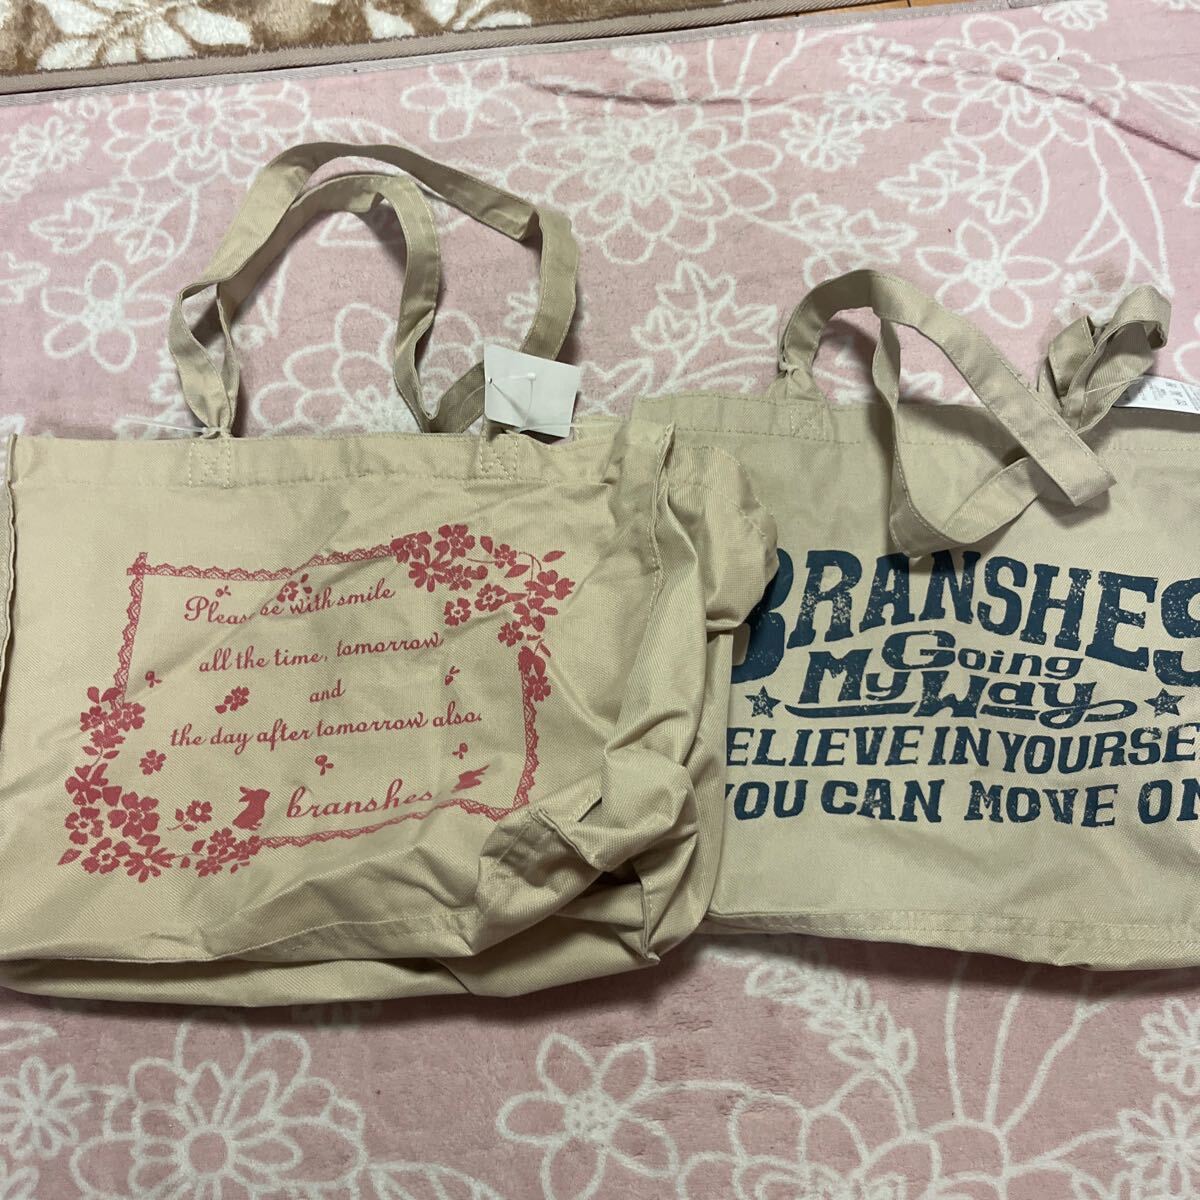 Please be with smile
all the time, tomorrow
and
the day after tomorrow also.
branshes
BRANSHES
Going
My Way
ELIEVE IN YOURSE
YOU CAN MOVE ON